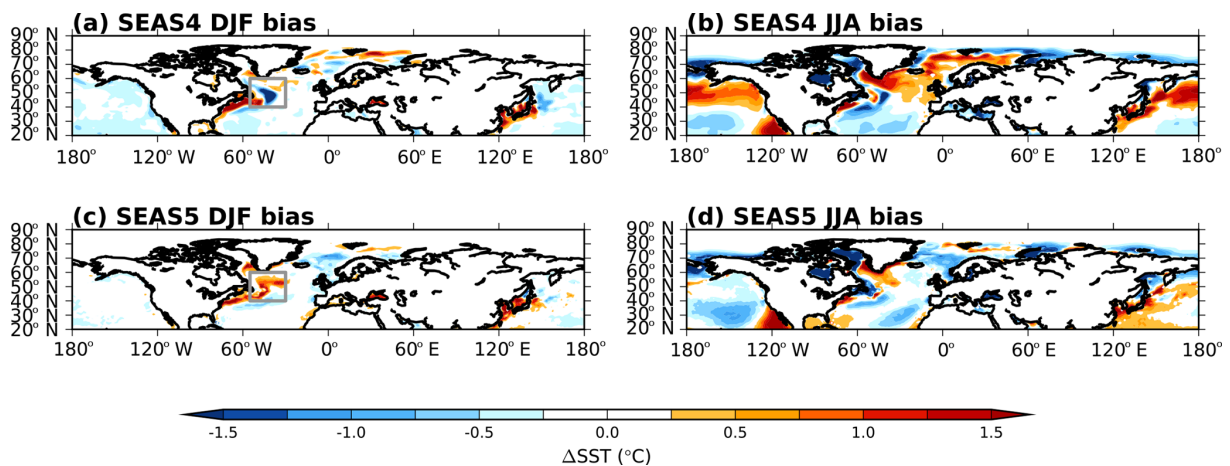 (a) SEAS4 DJF bias
90° N
80° N
70° N
60° N
50° N
40° N
30° N
20° N
180° 120° W 60° W 0° 60° E 120° E 180°
(b) SEAS4 JJA bias
90° N
80° N
70° N
60° N
50° N
40° N
30° N
20° N
180° 120° W 60° W 0° 60° E 120° E 180°
(c) SEAS5 DJF bias
90° N
80° N
70° N
60° N
50° N
40° N
30° N
20° N
180° 120° W 60° W 0° 60° E 120° E 180°
(d) SEAS5 JJA bias
90° N
80° N
70° N
60° N
50° N
40° N
30° N
20° N
180° 120° W 60° W 0° 60° E 120° E 180°
-1.5 -1.0 -0.5 0.0 0.5 1.0 1.5
ΔSST (°C)